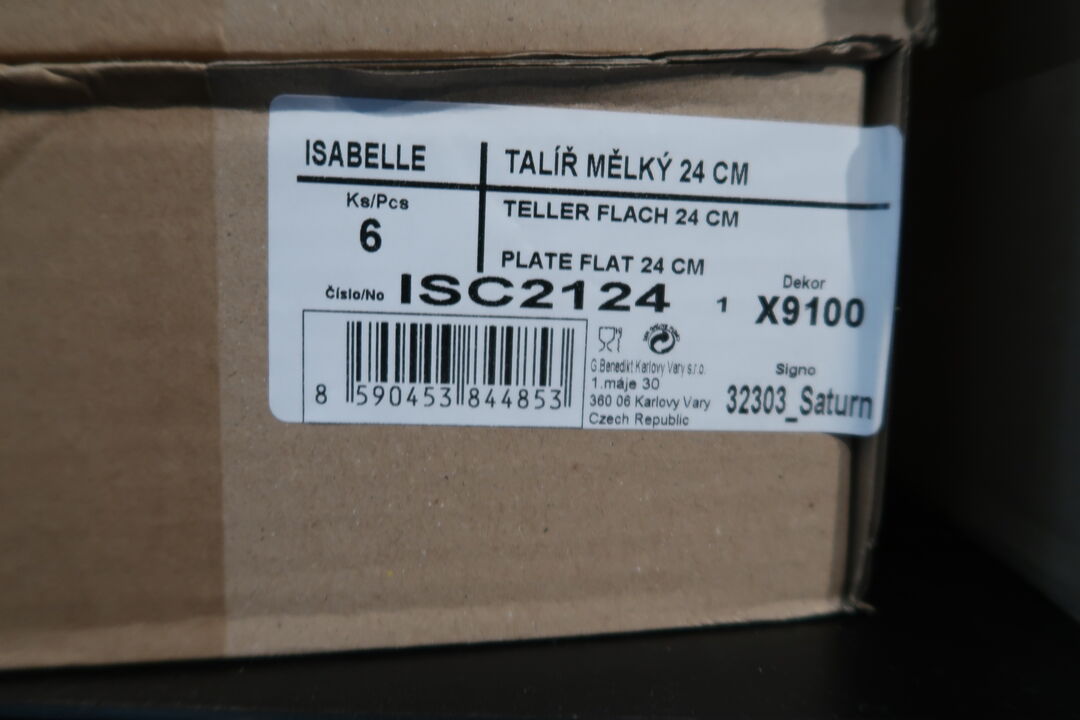 ISABELLE
TALÍŘ MĚLKÝ 24 CM
Ks/Pcs
6
TELLER FLACH 24 CM
PLATE FLAT 24 CM
Číslo/No ISC2124 1
Dekor
X9100
8 590453 844853
G.Benedikt Karlovy Vary s.r.o.
1.máje 30
360 06 Karlovy Vary
Czech Republic
Signo
32303_Saturn